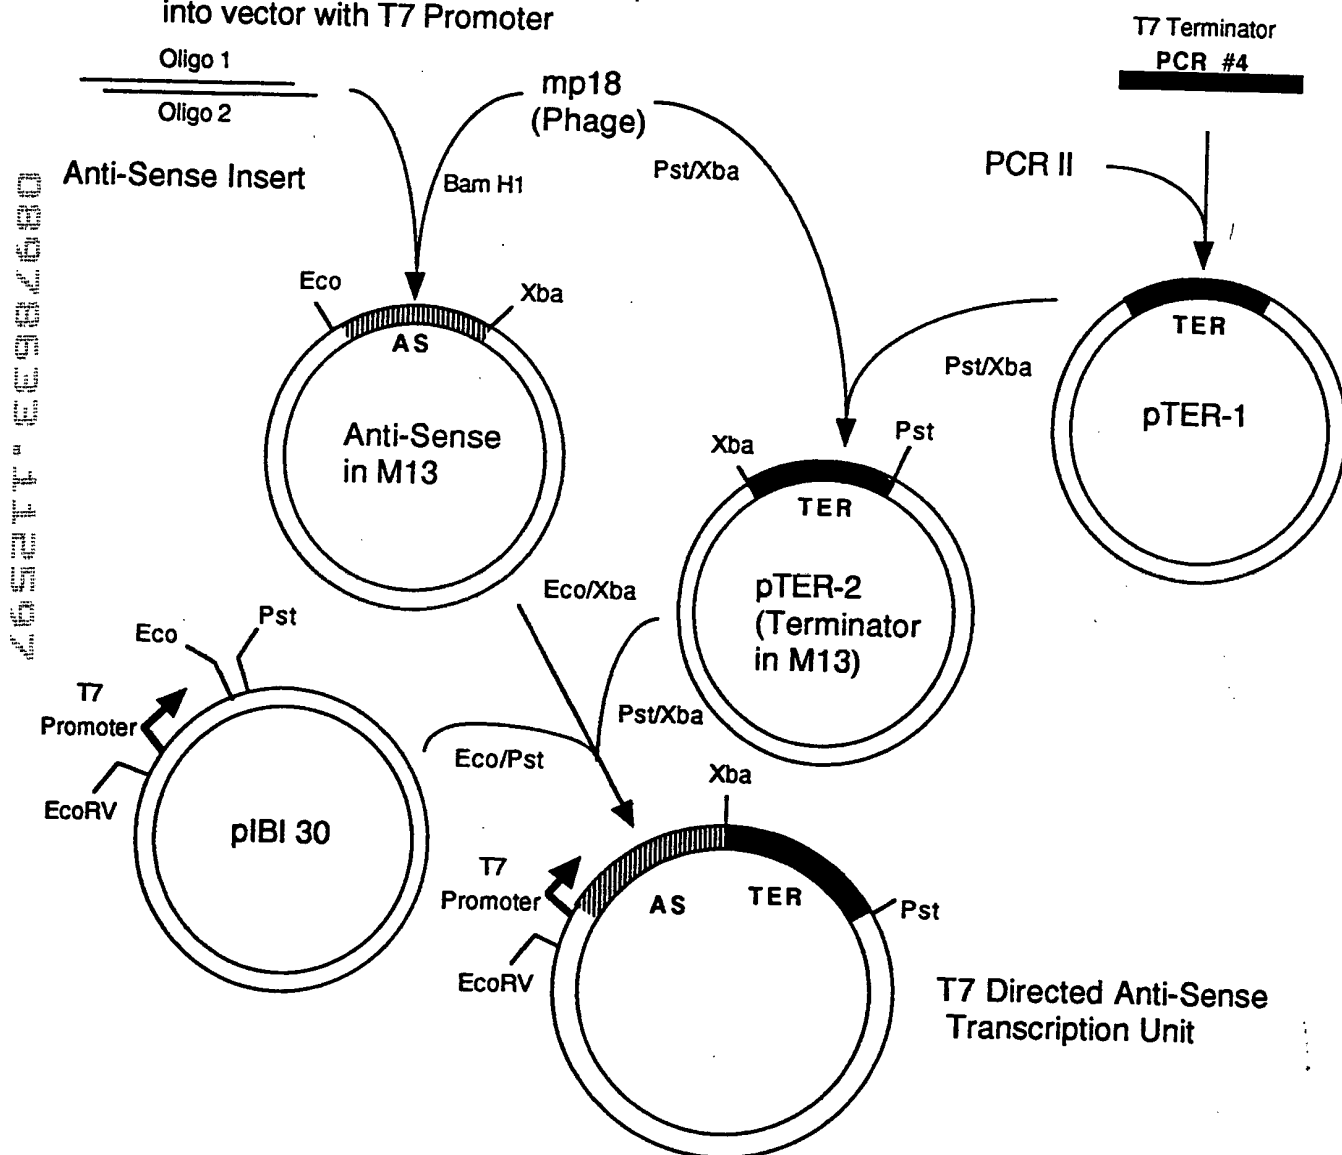 into vector with T7 Promoter
Oligo 1
Oligo 2
Anti-Sense Insert
mp18
(Phage)
Bam H1
Pst/Xba
T7 Terminator
PCR #4
PCR II
Eco
Xba
AS
Anti-Sense
in M13
Pst/Xba
TER
pTER-1
Xba
Pst
TER
pTER-2
(Terminator
in M13)
Eco/Xba
Pst/Xba
Eco
Pst
T7
Promoter
EcoRV
pIBI 30
Eco/Pst
Xba
T7
Promoter
AS
TER
Pst
EcoRV
T7 Directed Anti-Sense
Transcription Unit
08978633.112597